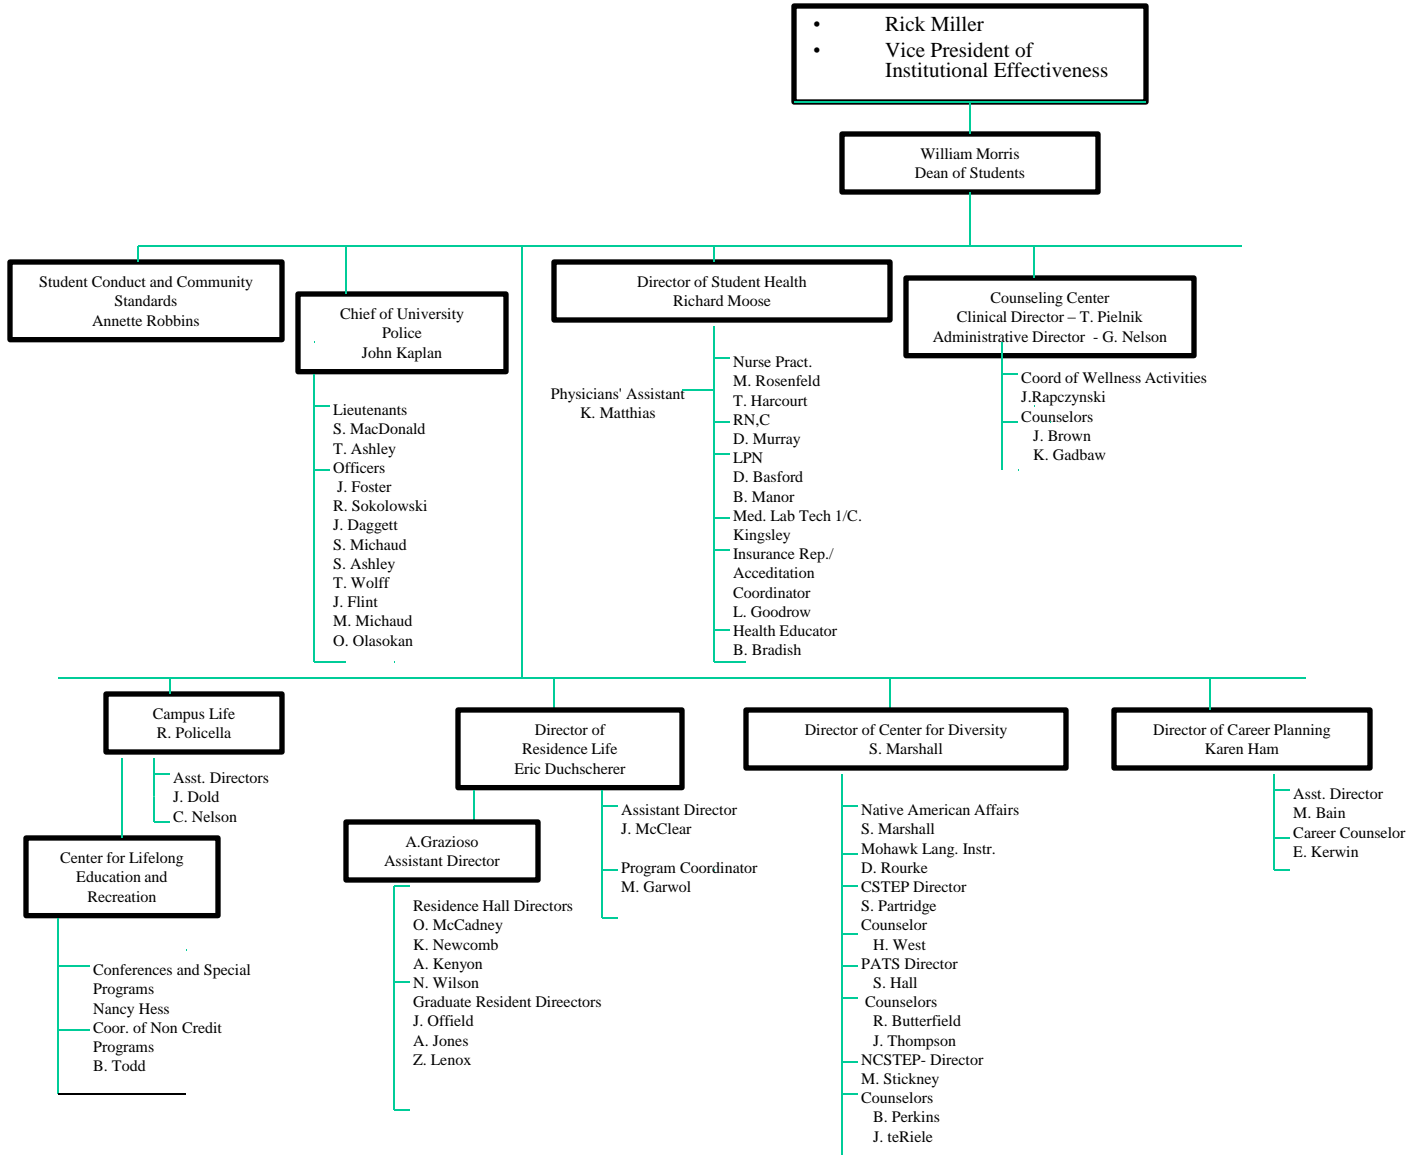 • Rick Miller
• Vice President of
Institutional Effectiveness
William Morris
Dean of Students
Student Conduct and Community
Standards
Annette Robbins
Chief of University
Police
John Kaplan
Lieutenants
S. MacDonald
T. Ashley
Officers
J. Foster
R. Sokolowski
J. Daggett
S. Michaud
S. Ashley
T. Wolff
J. Flint
M. Michaud
O. Olasokan
Director of Student Health
Richard Moose
Physicians' Assistant
K. Matthias
Nurse Pract.
M. Rosenfeld
T. Harcourt
RN,C
D. Murray
LPN
D. Basford
B. Manor
Med. Lab Tech 1/C.
Kingsley
Insurance Rep./
Acceditation
Coordinator
L. Goodrow
Health Educator
B. Bradish
Counseling Center
Clinical Director – T. Pielnik
Administrative Director - G. Nelson
Coord of Wellness Activities
J.Rapczynski
Counselors
J. Brown
K. Gadbaw
Campus Life
R. Policella
Asst. Directors
J. Dold
C. Nelson
Center for Lifelong
Education and
Recreation
Conferences and Special
Programs
Nancy Hess
Coor. of Non Credit
Programs
B. Todd
Director of
Residence Life
Eric Duchscherer
A.Grazioso
Assistant Director
Residence Hall Directors
O. McCadney
K. Newcomb
A. Kenyon
N. Wilson
Graduate Resident Direectors
J. Offield
A. Jones
Z. Lenox
Assistant Director
J. McClear
Program Coordinator
M. Garwol
Director of Center for Diversity
S. Marshall
Native American Affairs
S. Marshall
Mohawk Lang. Instr.
D. Rourke
CSTEP Director
S. Partridge
Counselor
H. West
PATS Director
S. Hall
Counselors
R. Butterfield
J. Thompson
NCSTEP- Director
M. Stickney
Counselors
B. Perkins
J. teRiele
Director of Career Planning
Karen Ham
Asst. Director
M. Bain
Career Counselor
E. Kerwin